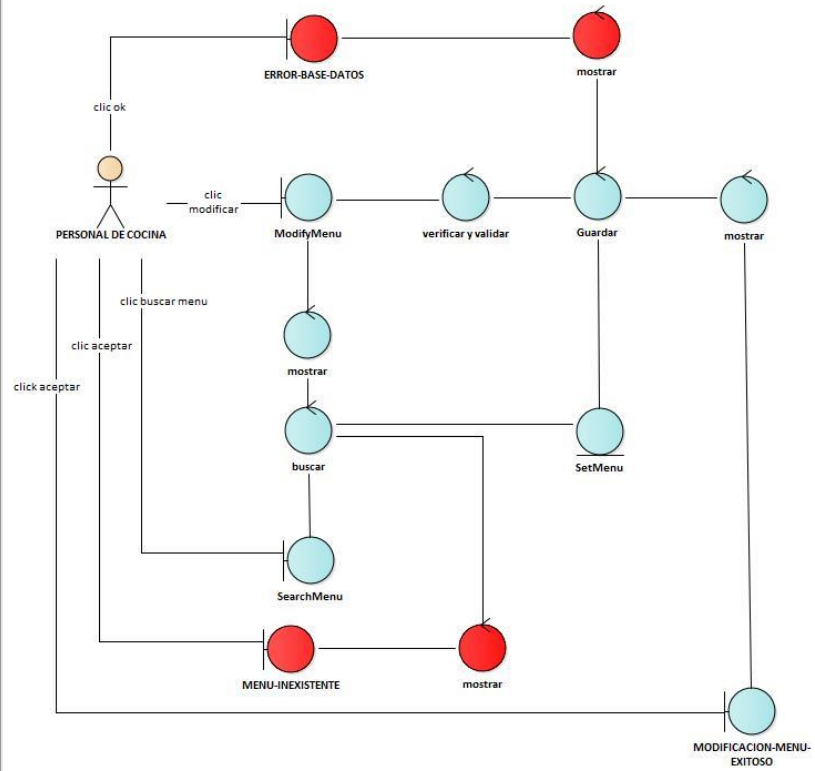 ERROR-BASE-DATOS
mostrar
clic ok
clic
modificar
PERSONAL DE COCINA
ModifyMenu
verificar y validar
Guardar
mostrar
clic buscar menu
clic aceptar
mostrar
click aceptar
buscar
SetMenu
SearchMenu
MENU-INEXISTENTE
mostrar
MODIFICACION-MENU-
EXITOSO